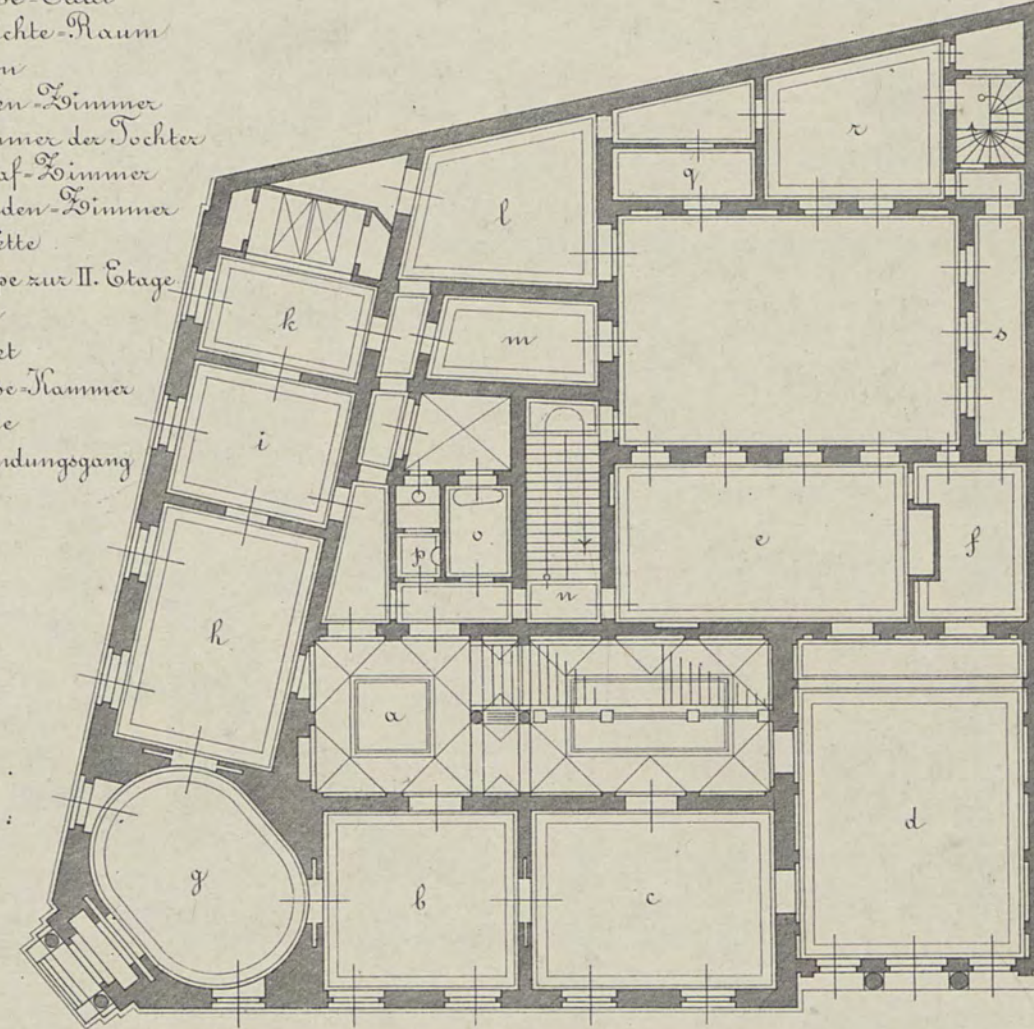 chte=Raum
n
en=Zimmer
mmer der Tochter
af=Zimmer
den=Zimmer
ette
pe zur II. Etage
et
be=Kammer
e
ndungsgang
:
:
a
b
c
d
e
f
g
h
i
k
l
m
n
o
p
q
r
s
t